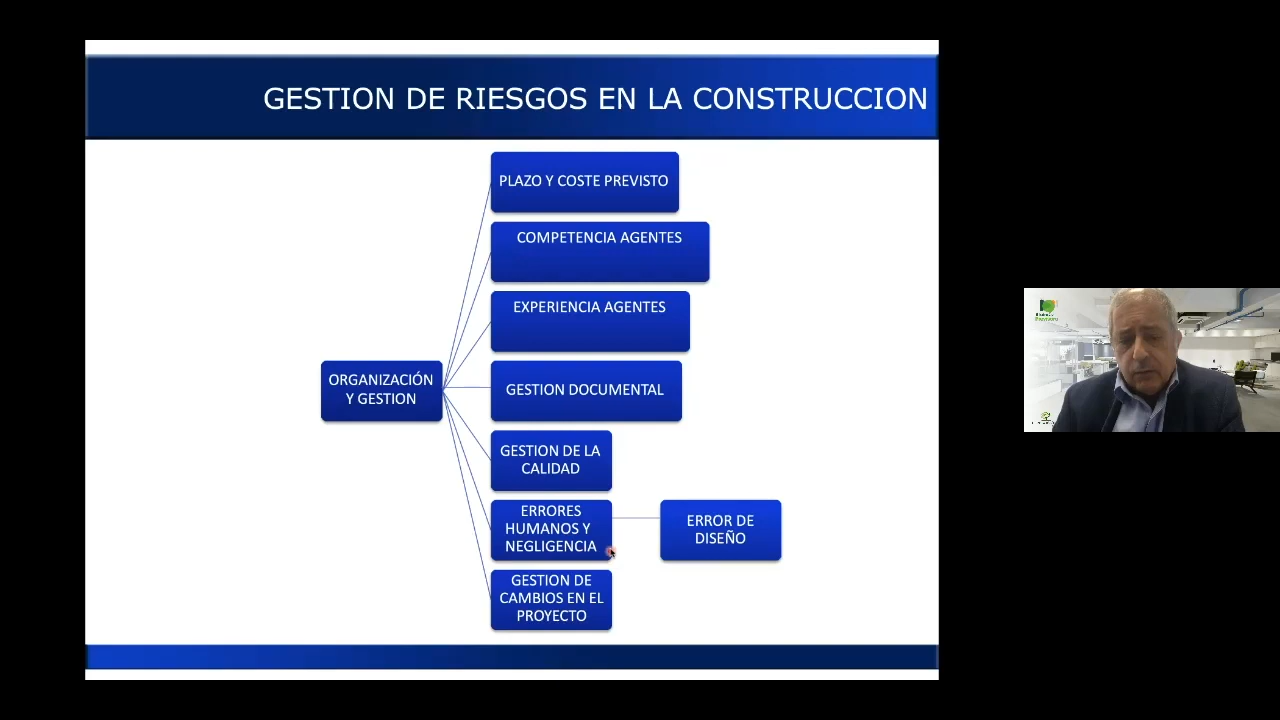 GESTION DE RIESGOS EN LA CONSTRUCCION
PLAZO Y COSTE PREVISTO
COMPETENCIA AGENTES
EXPERIENCIA AGENTES
ORGANIZACIÓN
Y GESTION
GESTION DOCUMENTAL
GESTION DE LA
CALIDAD
ERRORES
HUMANOS Y
NEGLIGENCIA
ERROR DE
DISEÑO
GESTION DE
CAMBIOS EN EL
PROYECTO